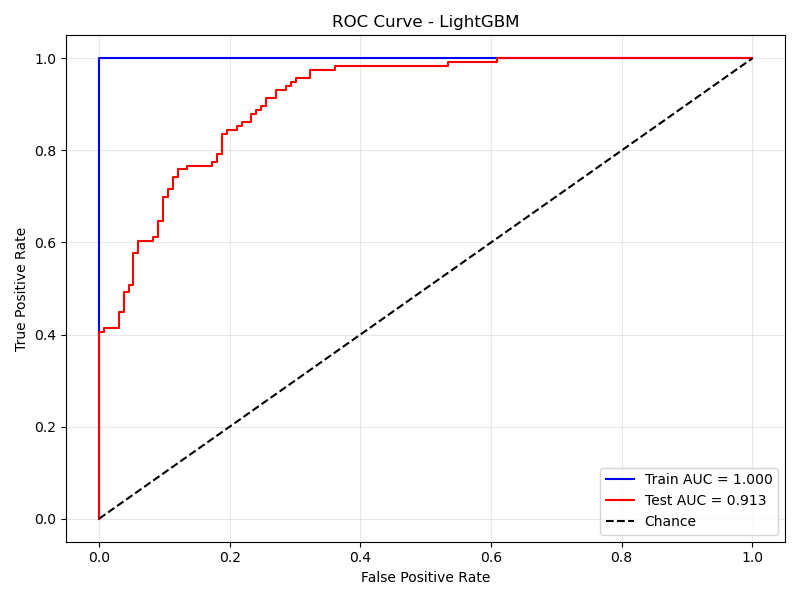 ROC Curve - LightGBM
1.0
0.8
0.6
0.4
0.2
0.0
True Positive Rate
Train AUC = 1.000
Test AUC = 0.913
Chance
0.0 0.2 0.4 0.6 0.8 1.0
False Positive Rate